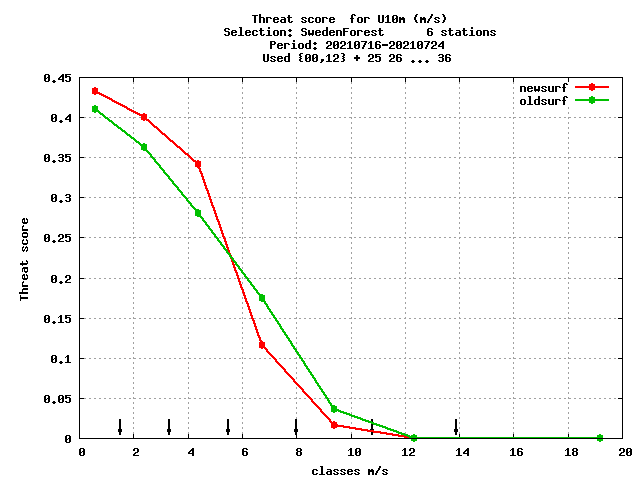 Threat score  for U10m (m/s)
Selection: SwedenForest      6 stations
Period: 20210716-20210724
Used {00,12} + 25 26 ... 36
newsurf
oldsurf
0.45
0.4
0.35
0.3
0.25
0.2
0.15
0.1
0.05
0
Threat score
0 2 4 6 8 10 12 14 16 18 20
classes m/s